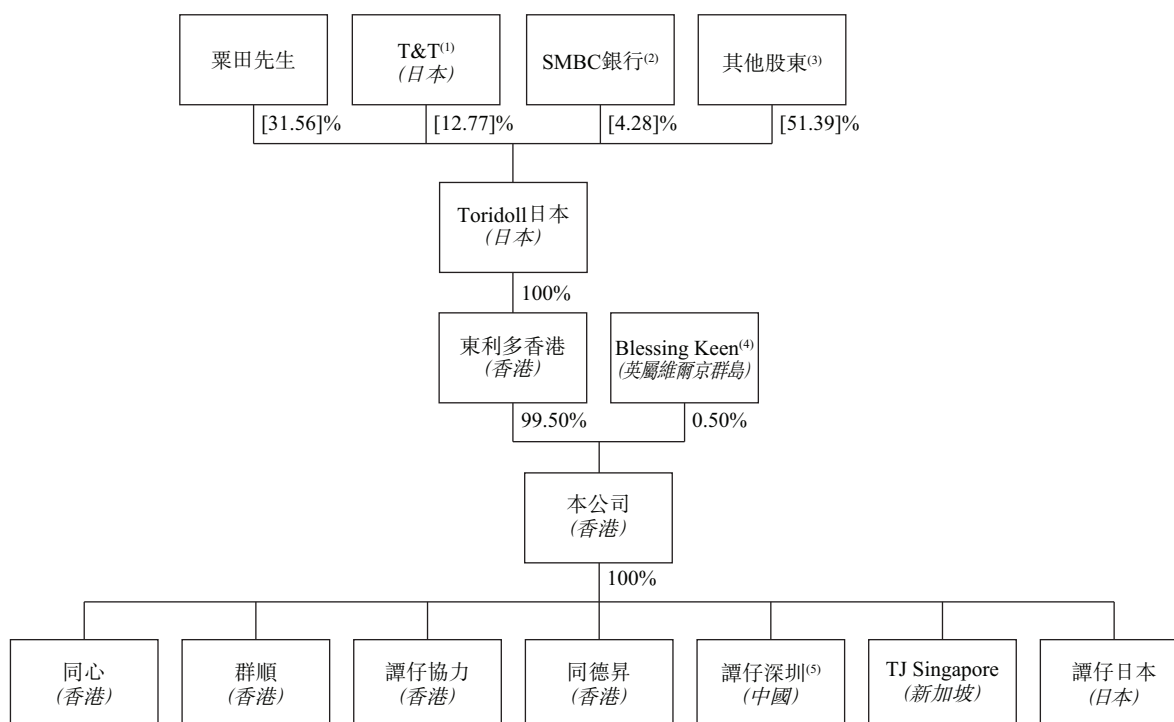 粟田先生
T&T(1)
(日本)
SMBC銀行(2)
其他股東(3)
[31.56]%
[12.77]%
[4.28]%
[51.39]%
Toridoll日本
(日本)
100%
東利多香港
(香港)
Blessing Keen(4)
(英屬維爾京群島)
99.50%
0.50%
本公司
(香港)
100%
同心
(香港)
群順
(香港)
譚仔協力
(香港)
同德昇
(香港)
譚仔深圳(5)
(中國)
TJ Singapore
(新加坡)
譚仔日本
(日本)